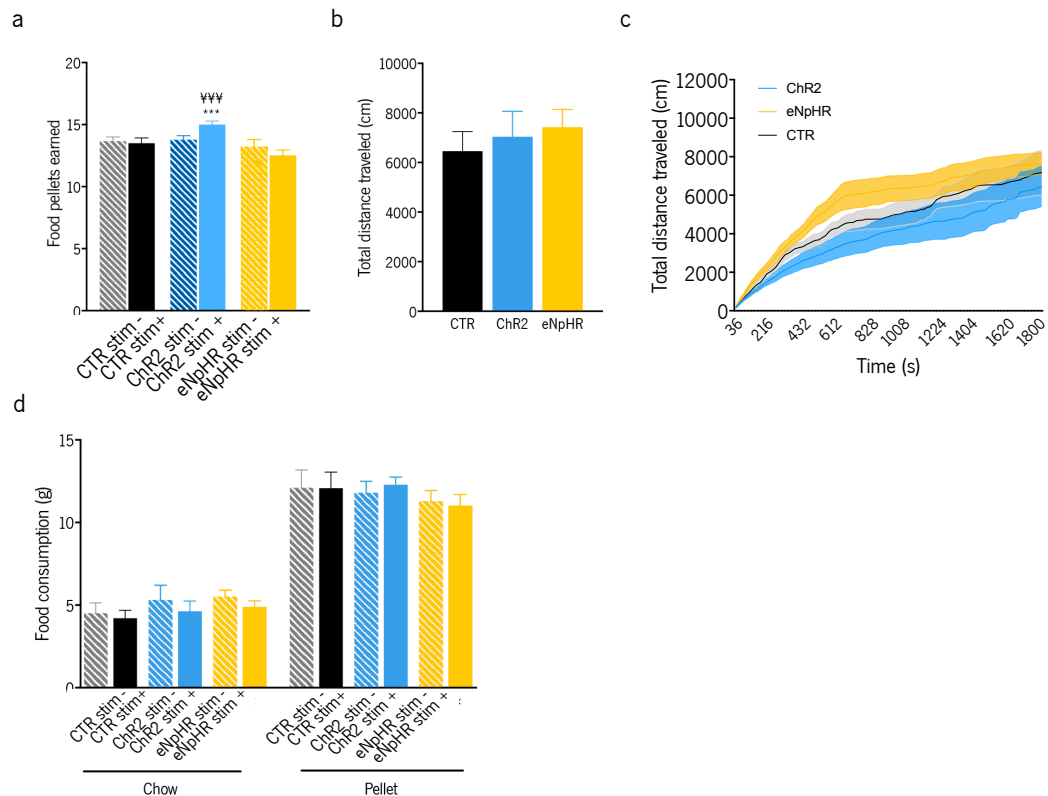 a
b
c
20
15
10
5
0
Food pellets earned
¥¥¥
***
CTR stim -
CTR stim+
ChR2 stim -
ChR2 stim +
eNpHR stim -
eNpHR stim +
10000
8000
6000
4000
2000
0
Total distance traveled (cm)
CTR
ChR2
eNpHR
12000
10000
8000
6000
4000
2000
0
Total distance traveled (cm)
ChR2
eNpHR
CTR
36
216
432
612
828
1008
1224
1404
1620
1800
Time (s)
d
15
10
5
0
Food consumption (g)
CTR stim -
CTR stim+
ChR2 stim -
ChR2 stim +
eNpHR stim -
eNpHR stim +
CTR stim -
CTR stim+
ChR2 stim -
ChR2 stim +
eNpHR stim -
eNpHR stim +
Chow
Pellet